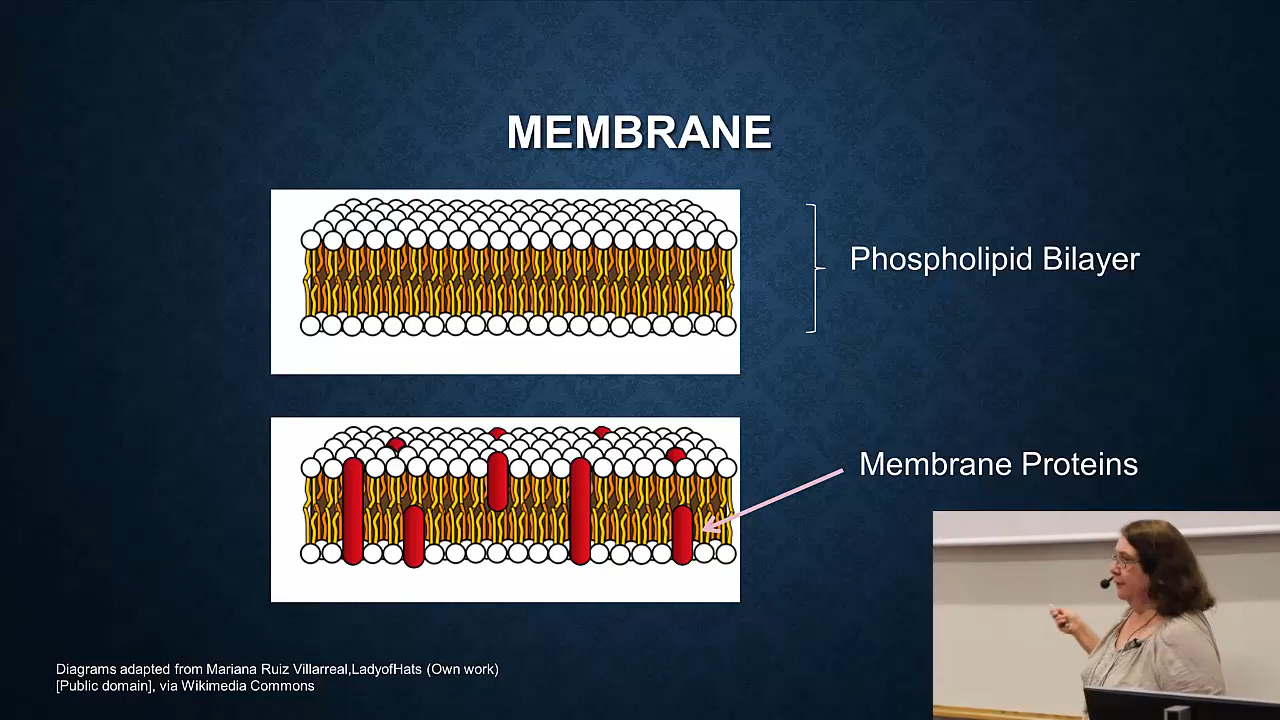 MEMBRANE
Phospholipid Bilayer
Membrane Proteins
Diagrams adapted from Mariana Ruiz Villarreal,LadyofHats (Own work)
[Public domain], via Wikimedia Commons